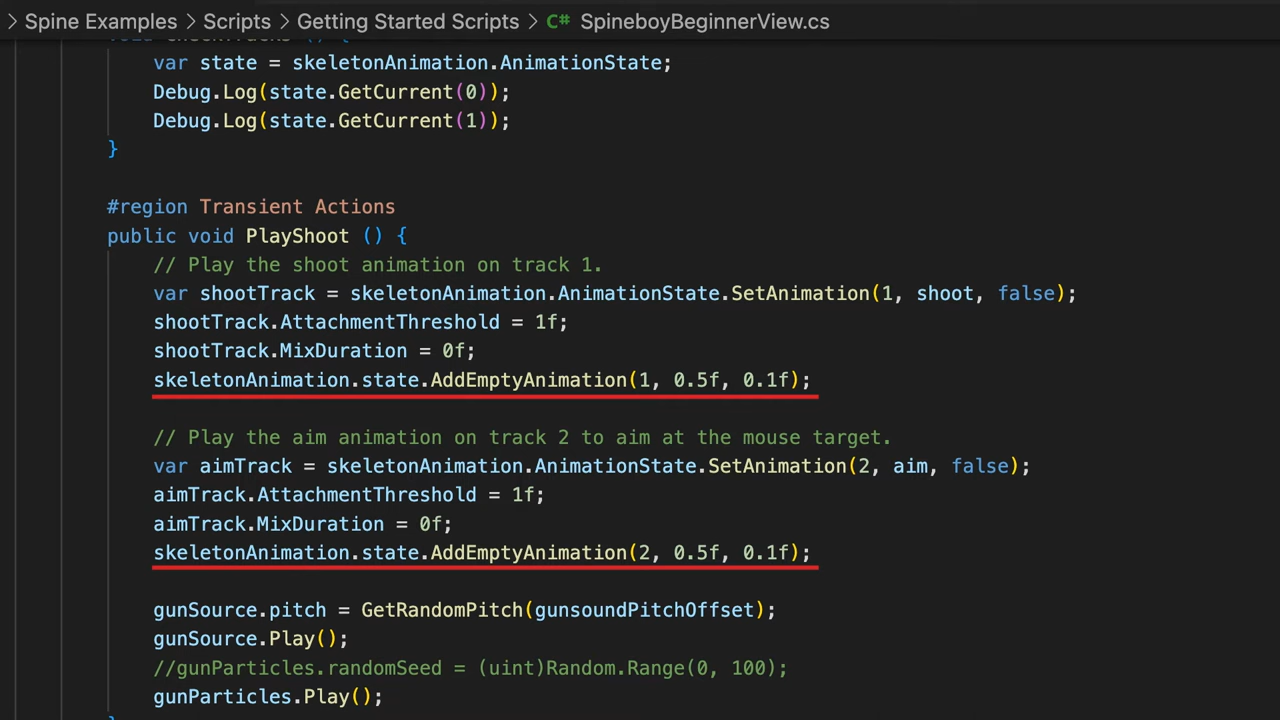 Spine Examples > Scripts > Getting Started Scripts > C# SpineboyBeginnerView.cs
var state = skeletonAnimation.AnimationState;
Debug.Log(state.GetCurrent(0));
Debug.Log(state.GetCurrent(1));
}
#region Transient Actions
public void PlayShoot () {
// Play the shoot animation on track 1.
var shootTrack = skeletonAnimation.AnimationState.SetAnimation(1, shoot, false);
shootTrack.AttachmentThreshold = 1f;
shootTrack.MixDuration = 0f;
skeletonAnimation.state.AddEmptyAnimation(1, 0.5f, 0.1f);
// Play the aim animation on track 2 to aim at the mouse target.
var aimTrack = skeletonAnimation.AnimationState.SetAnimation(2, aim, false);
aimTrack.AttachmentThreshold = 1f;
aimTrack.MixDuration = 0f;
skeletonAnimation.state.AddEmptyAnimation(2, 0.5f, 0.1f);
gunSource.pitch = GetRandomPitch(gunsoundPitchOffset);
gunSource.Play();
//gunParticles.randomSeed = (uint)Random.Range(0, 100);
gunParticles.Play();